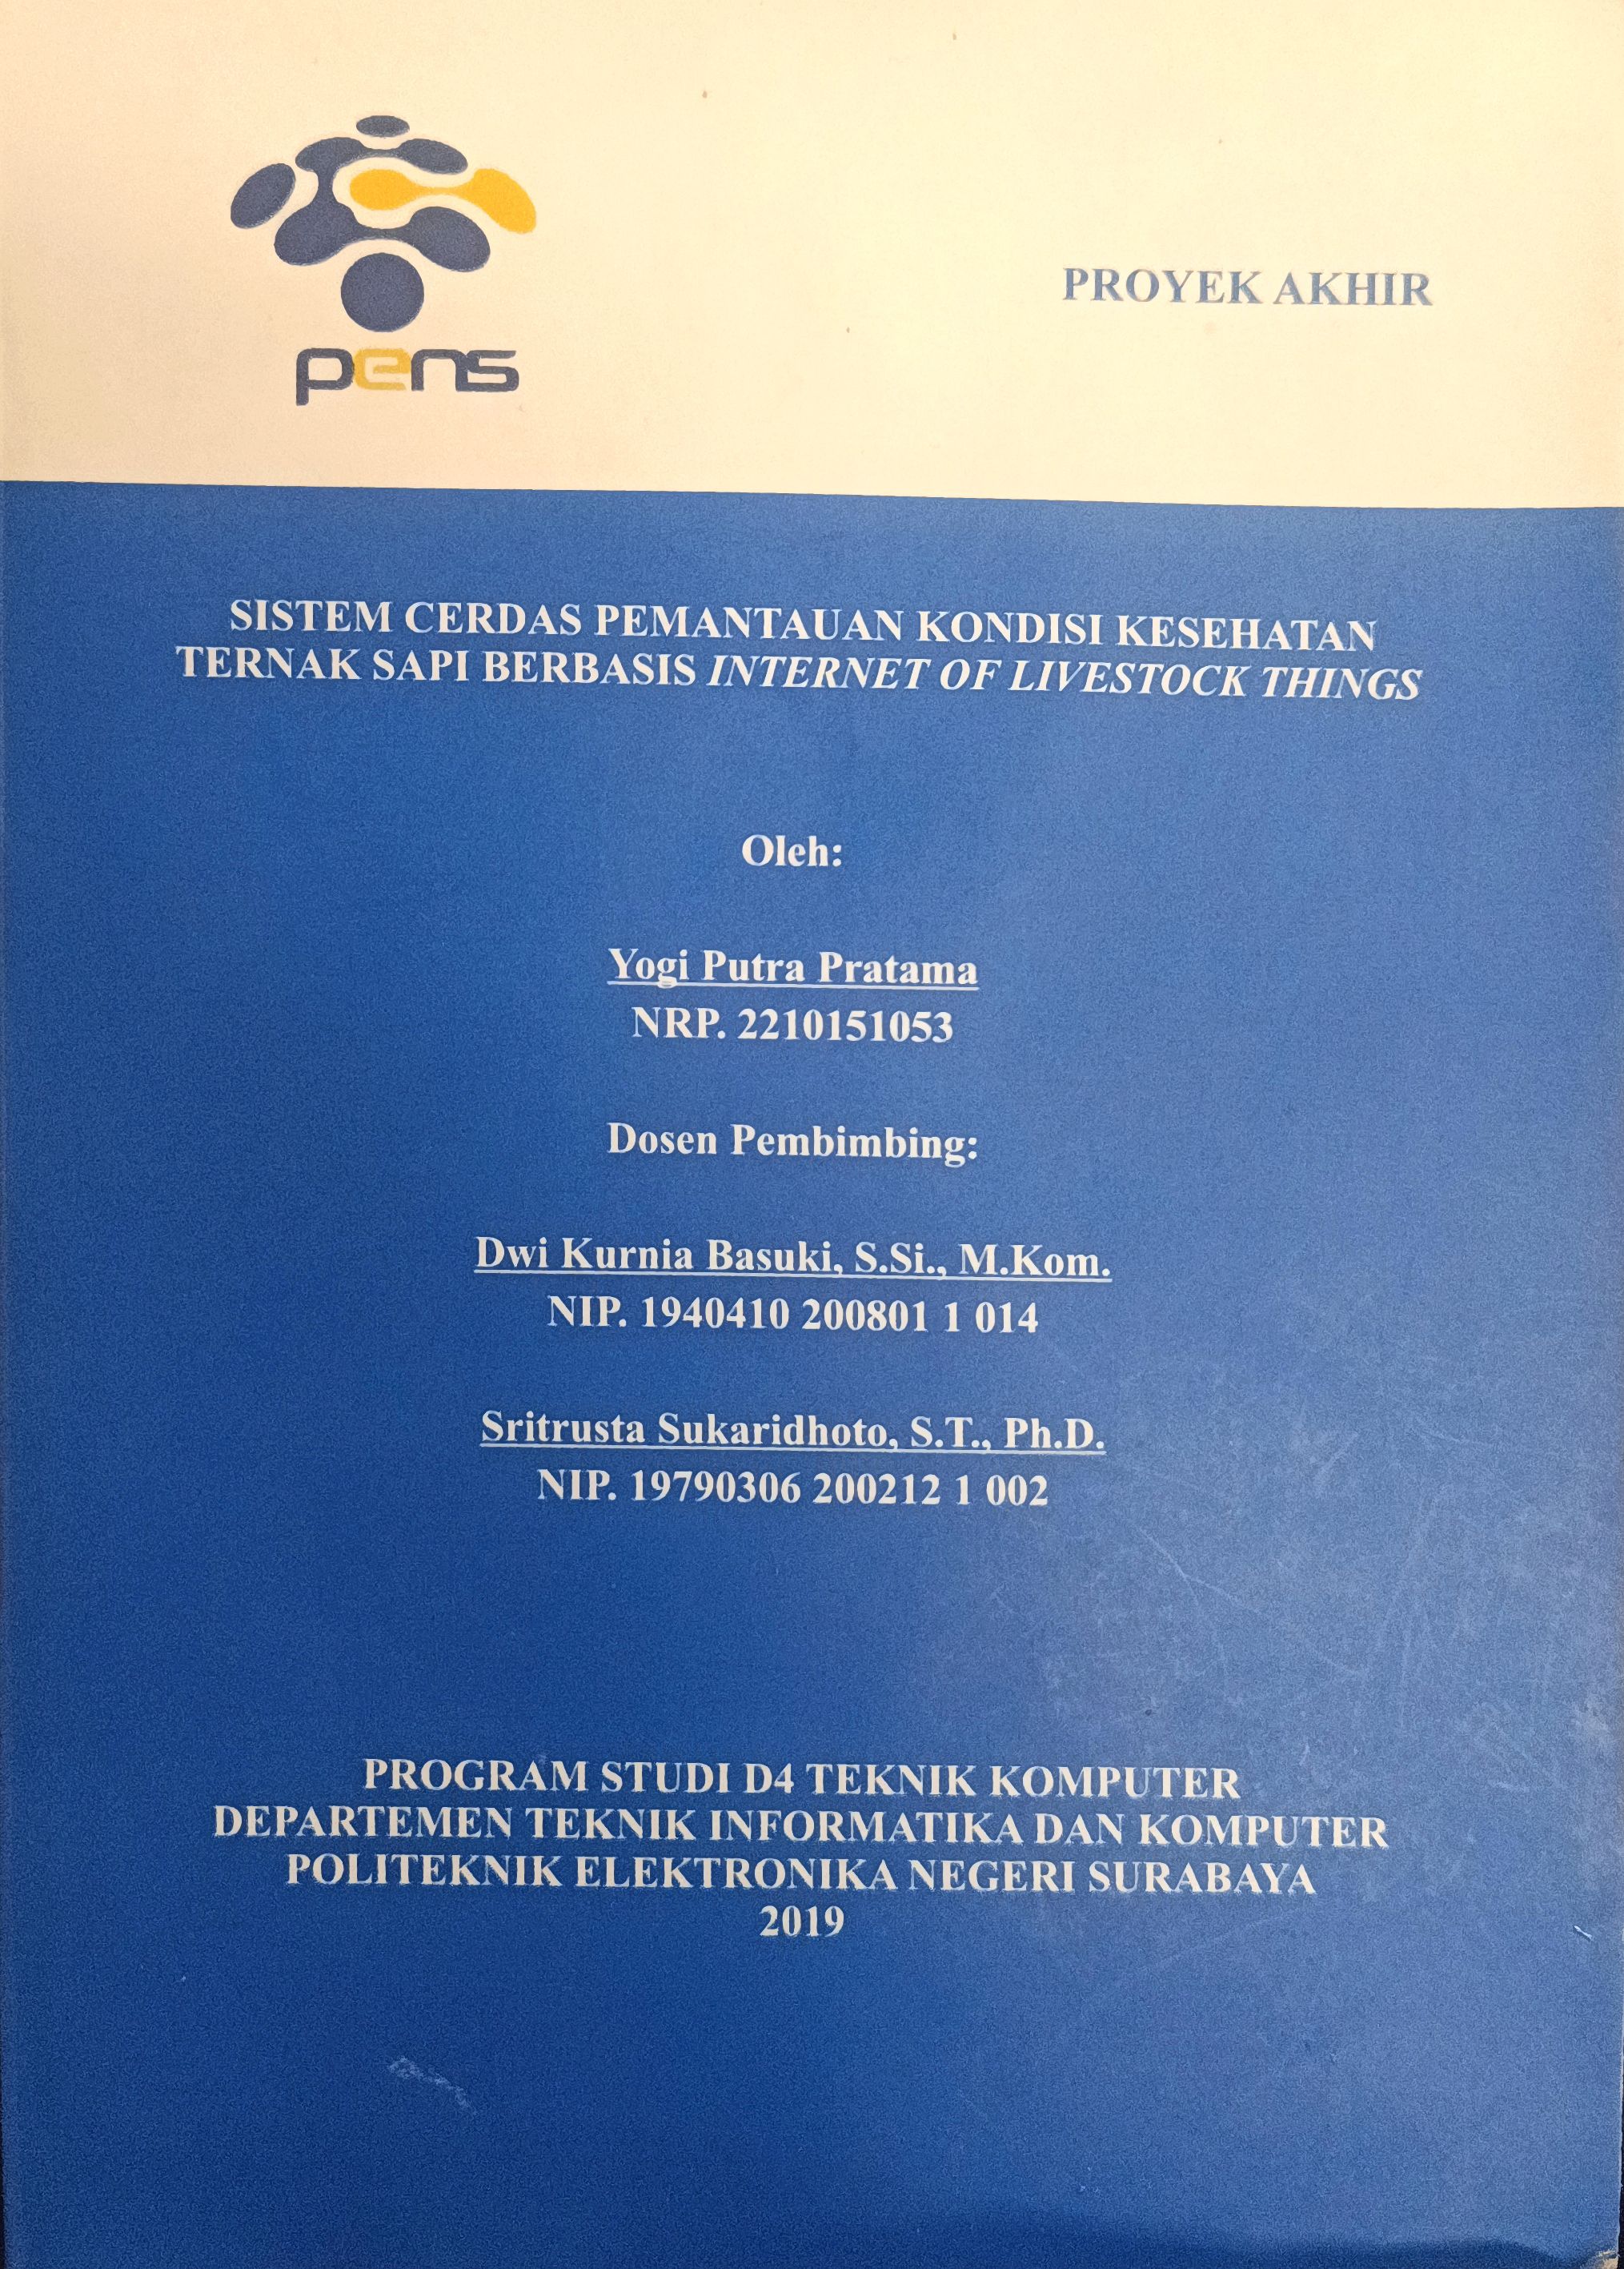 pens
PROYEK AKHIR
SISTEM CERDAS PEMANTAUAN KONDISI KESEHATAN
TERNAK SAPI BERBASIS INTERNET OF LIVESTOCK THINGS
Oleh:
Yogi Putra Pratama
NRP. 2210151053
Dosen Pembimbing:
Dwi Kurnia Basuki, S.Si., M.Kom.
NIP. 1940410 200801 1 014
Sritrusta Sukaridhoto, S.T., Ph.D.
NIP. 19790306 200212 1 002
PROGRAM STUDI D4 TEKNIK KOMPUTER
DEPARTEMEN TEKNIK INFORMATIKA DAN KOMPUTER
POLITEKNIK ELEKTRONIKA NEGERI SURABAYA
2019